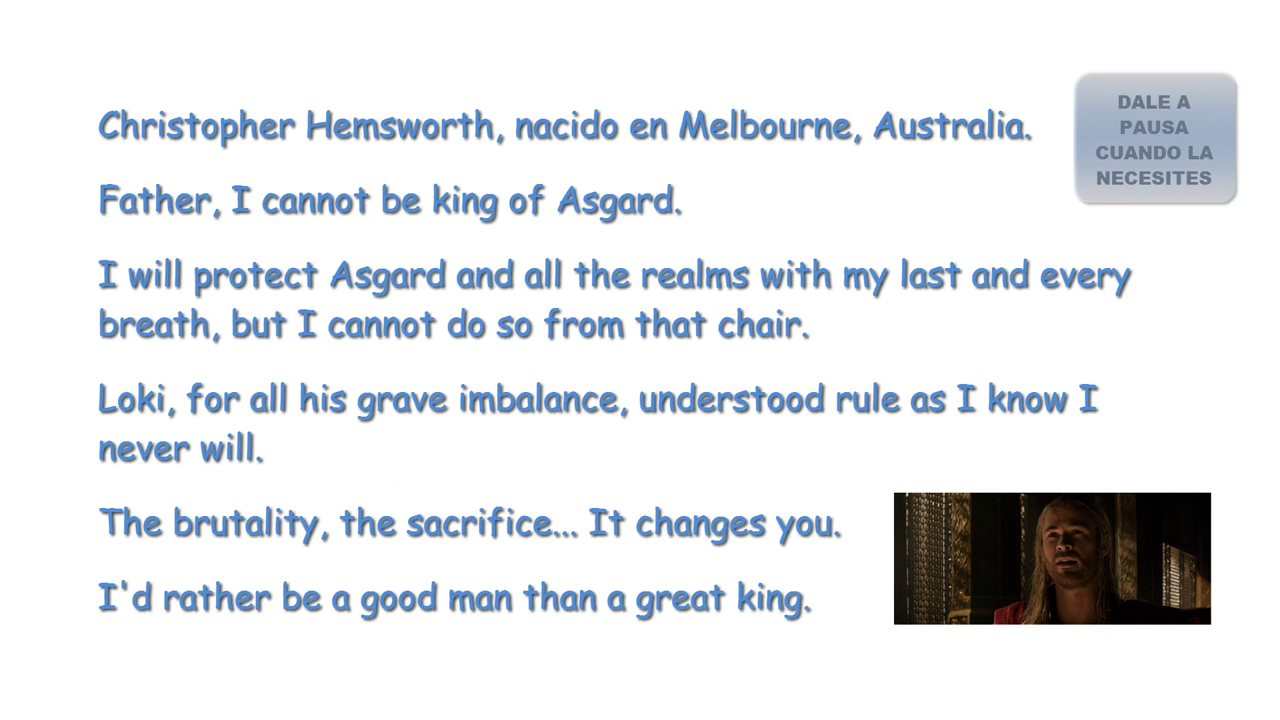 Christopher Hemsworth, nacido en Melbourne, Australia.
DALE A
PAUSA
CUANDO LA
NECESITES
Father, I cannot be king of Asgard.
I will protect Asgard and all the realms with my last and every
breath, but I cannot do so from that chair.
Loki, for all his grave imbalance, understood rule as I know I
never will.
The brutality, the sacrifice... It changes you.
I'd rather be a good man than a great king.